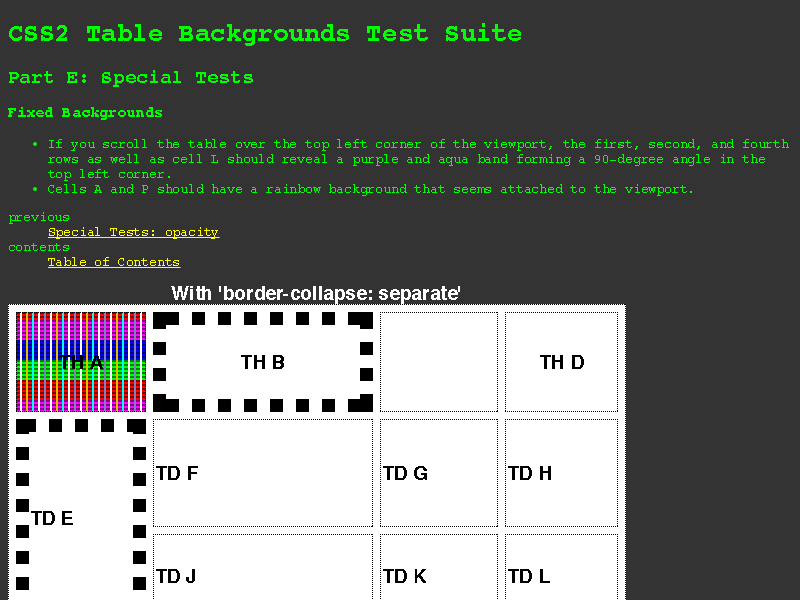 CSS2 Table Backgrounds Test Suite
Part E: Special Tests
Fixed Backgrounds
• If you scroll the table over the top left corner of the viewport, the first, second, and fourth
rows as well as cell L should reveal a purple and aqua band forming a 90-degree angle in the
top left corner.
• Cells A and P should have a rainbow background that seems attached to the viewport.
previous
Special Tests: opacity
contents
Table of Contents
With 'border-collapse: separate'
TH A TH B TH D
TD F TD G TD H
TD E
TD J TD K TD L